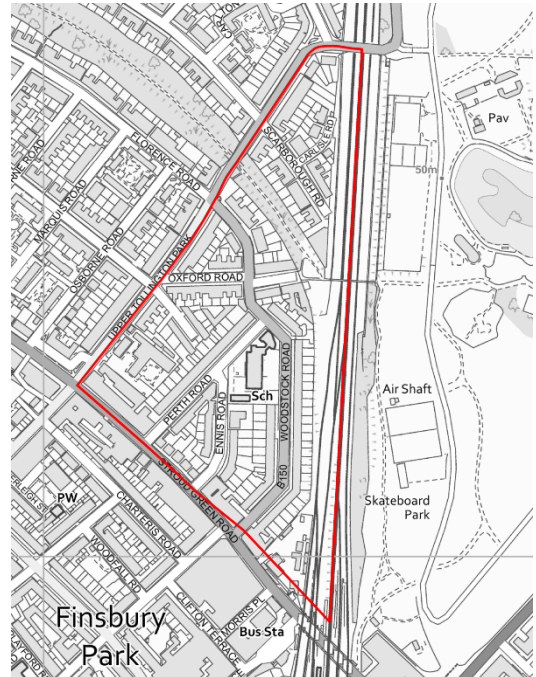 Pav
SCARBOROUGH RD
CARLISLE RD
FLORENCE ROAD
50m
MARQUIS ROAD
OSBORNE ROAD
UPPER TOLLINGTON PARK
OXFORD ROAD
Air Shaft
PERTH ROAD
Sch
WOODSTOCK ROAD
ENNIS ROAD
B150
STROUD GREEN ROAD
PW
Skateboard
Park
CHARTERIS ROAD
WOODFALL RD
MORRIS PL
CLIFTON TERRACE
Bus Sta
Finsbury
Park